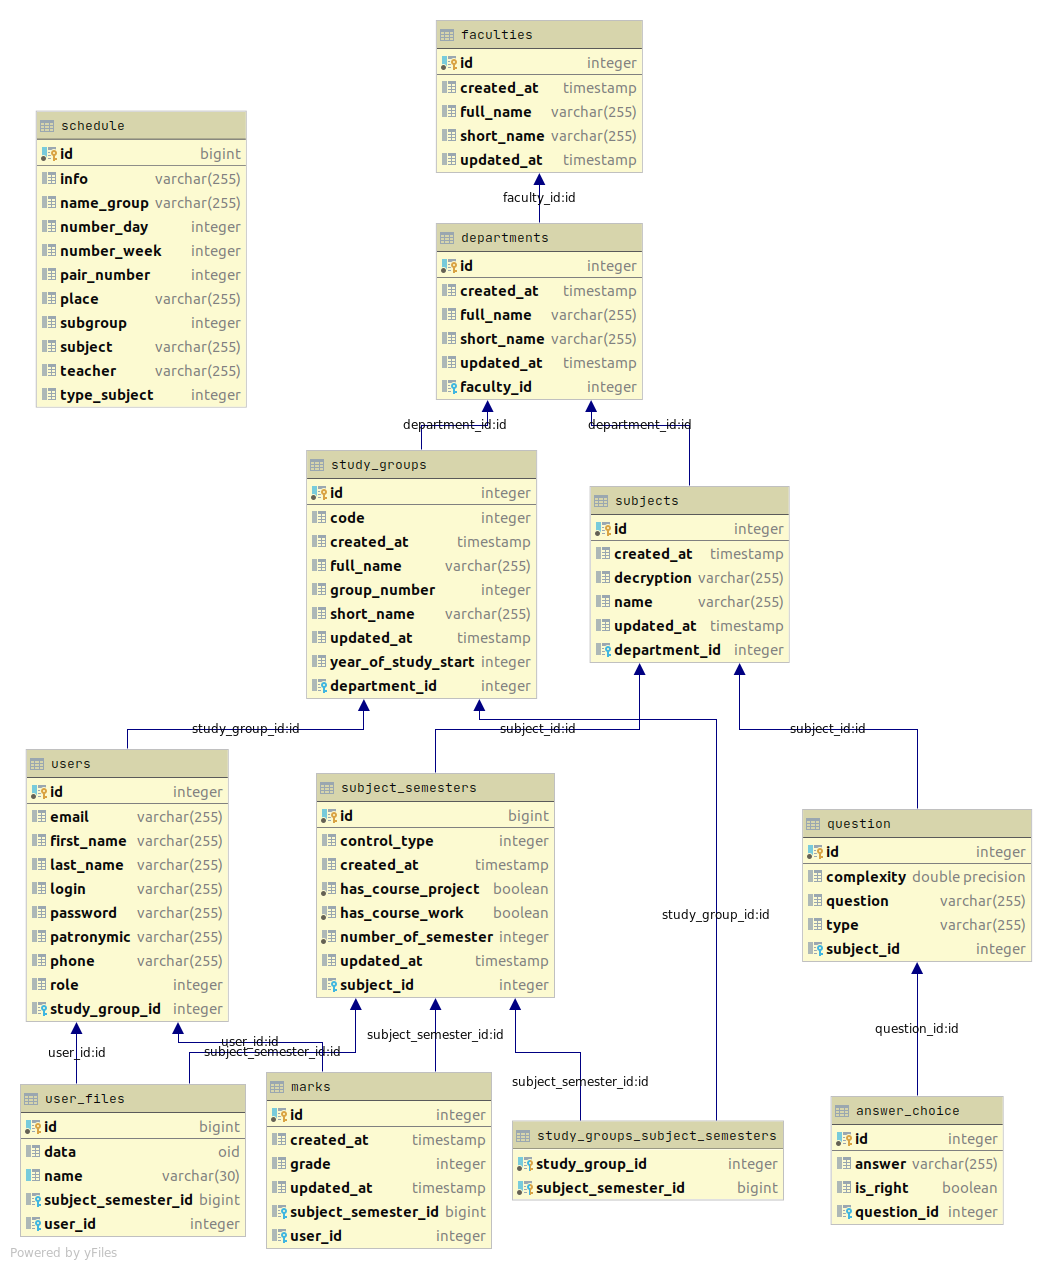 faculties
id integer
created_at timestamp
full_name varchar(255)
short_name varchar(255)
updated_at timestamp
schedule
id bigint
info varchar(255)
name_group varchar(255)
number_day integer
number_week integer
pair_number integer
place varchar(255)
subgroup integer
subject varchar(255)
teacher varchar(255)
type_subject integer
faculty_id:id
departments
id integer
created_at timestamp
full_name varchar(255)
short_name varchar(255)
updated_at timestamp
faculty_id integer
department_id:id
department_id:id
study_groups
id integer
code integer
created_at timestamp
full_name varchar(255)
group_number integer
short_name varchar(255)
updated_at timestamp
year_of_study_start integer
department_id integer
subjects
id integer
created_at timestamp
decryption varchar(255)
name varchar(255)
updated_at timestamp
department_id integer
study_group_id:id
subject_id:id
subject_id:id
users
id integer
email varchar(255)
first_name varchar(255)
last_name varchar(255)
login varchar(255)
password varchar(255)
patronymic varchar(255)
phone varchar(255)
role integer
study_group_id integer
subject_semesters
id bigint
control_type integer
created_at timestamp
has_course_project boolean
has_course_work boolean
number_of_semester integer
updated_at timestamp
subject_id integer
study_group_id:id
question
id integer
complexity double precision
question varchar(255)
type varchar(255)
subject_id integer
user_id:id
user_id:id
subject_semester_id:id
subject_semester_id:id
subject_semester_id:id
question_id:id
user_files
id bigint
data oid
name varchar(30)
subject_semester_id bigint
user_id integer
marks
id integer
created_at timestamp
grade integer
updated_at timestamp
subject_semester_id bigint
user_id integer
study_groups_subject_semesters
study_group_id integer
subject_semester_id bigint
answer_choice
id integer
answer varchar(255)
is_right boolean
question_id integer
Powered by yFiles